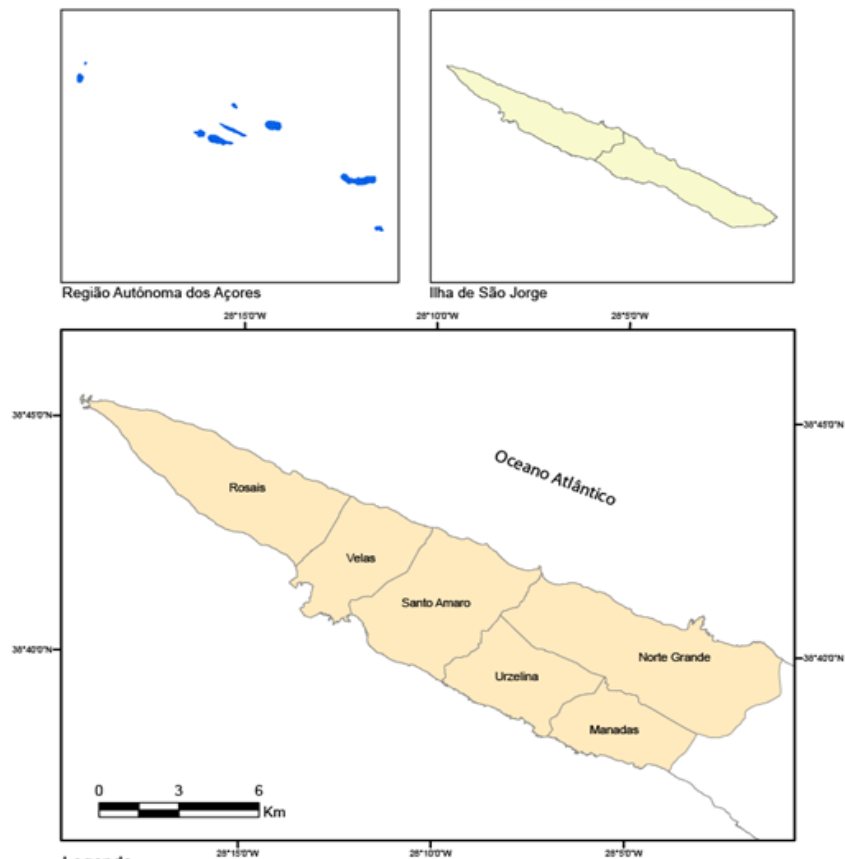 Região Autónoma dos Açores
Ilha de São Jorge
28°15'0"W
28°10'0"W
28°5'0"W
38°45'0"N
38°45'0"N
Oceano Atlântico
Rosais
Velas
Santo Amaro
38°40'0"N
38°40'0"N
Norte Grande
Urzelina
Manadas
0 3 6
Km
28°15'0"W
28°10'0"W
28°5'0"W